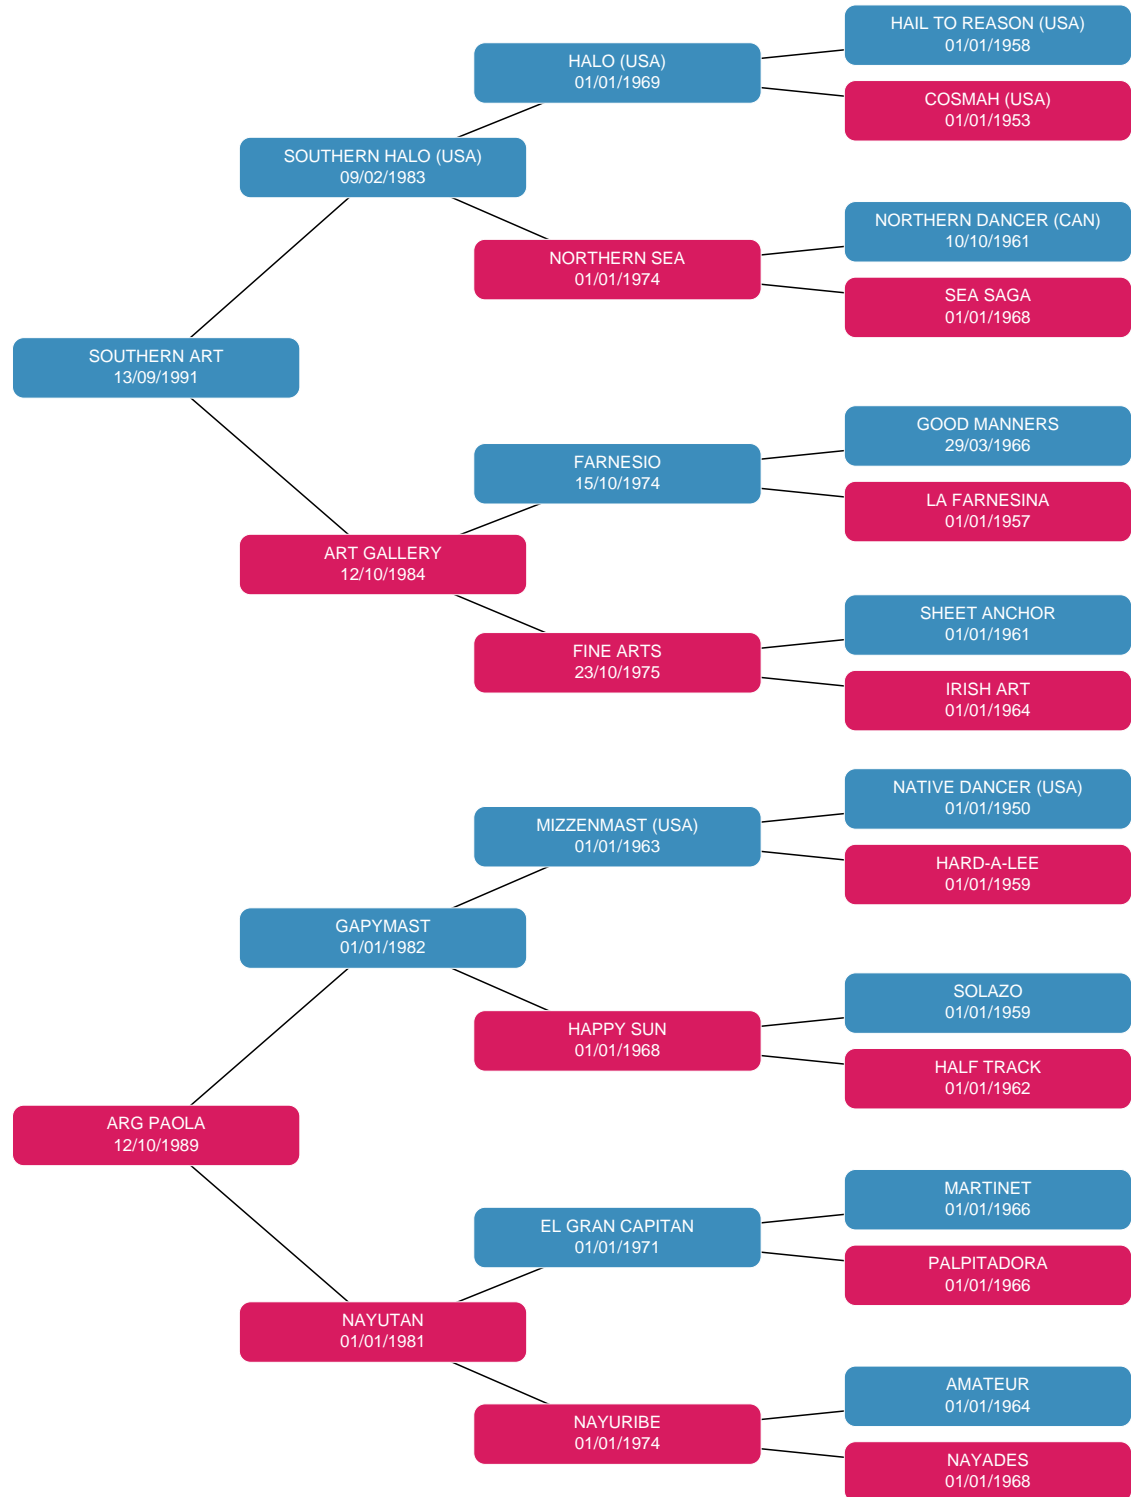 HAIL TO REASON (USA)
01/01/1958
HALO (USA)
01/01/1969
COSMAH (USA)
01/01/1953
SOUTHERN HALO (USA)
09/02/1983
NORTHERN DANCER (CAN)
10/10/1961
NORTHERN SEA
01/01/1974
SEA SAGA
01/01/1968
SOUTHERN ART
13/09/1991
GOOD MANNERS
29/03/1966
FARNESIO
15/10/1974
LA FARNESINA
01/01/1957
ART GALLERY
12/10/1984
SHEET ANCHOR
01/01/1961
FINE ARTS
23/10/1975
IRISH ART
01/01/1964
NATIVE DANCER (USA)
01/01/1950
MIZZENMAST (USA)
01/01/1963
HARD-A-LEE
01/01/1959
GAPYMAST
01/01/1982
SOLAZO
01/01/1959
HAPPY SUN
01/01/1968
HALF TRACK
01/01/1962
ARG PAOLA
12/10/1989
MARTINET
01/01/1966
EL GRAN CAPITAN
01/01/1971
PALPITADORA
01/01/1966
NAYUTAN
01/01/1981
AMATEUR
01/01/1964
NAYURIBE
01/01/1974
NAYADES
01/01/1968